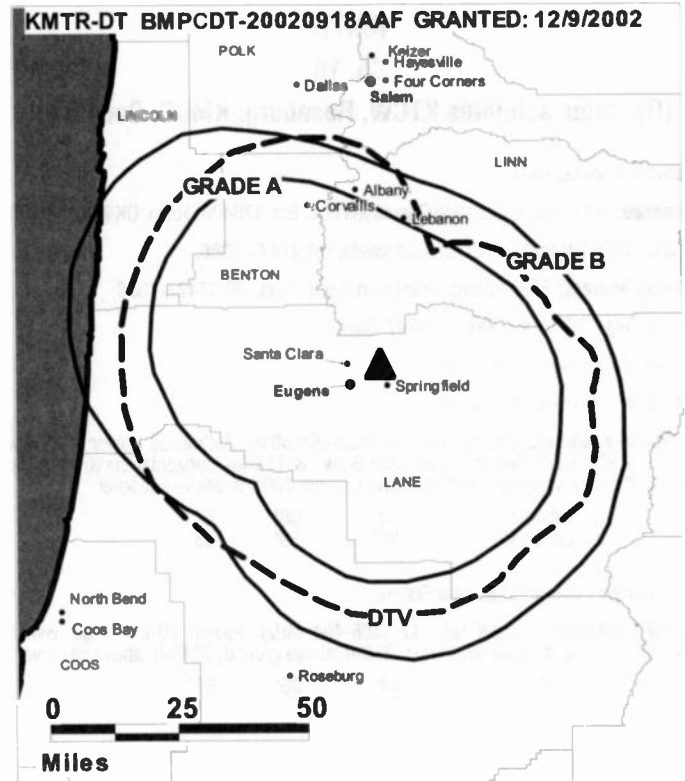 KMTR-DT BMPCDT-20020918AAF GRANTED: 12/9/2002
POLK
Keizer
Hayesville
Four Corners
Dallas
Salem
LINCOLN
LINN
GRADE A
Albany
Corvallis
Lebanon
GRADE B
BENTON
Santa Clara
Eugene
Springfield
LANE
DTV
North Bend
Coos Bay
COOS
Roseburg
0 25 50
Miles